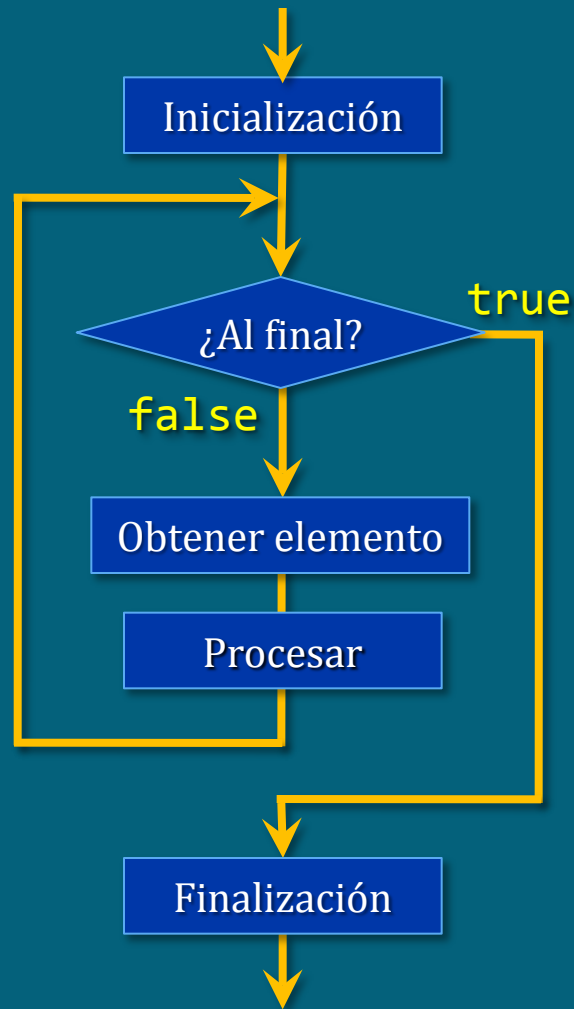 Inicialización
¿Al final?
true
false
Obtener elemento
Procesar
Finalización